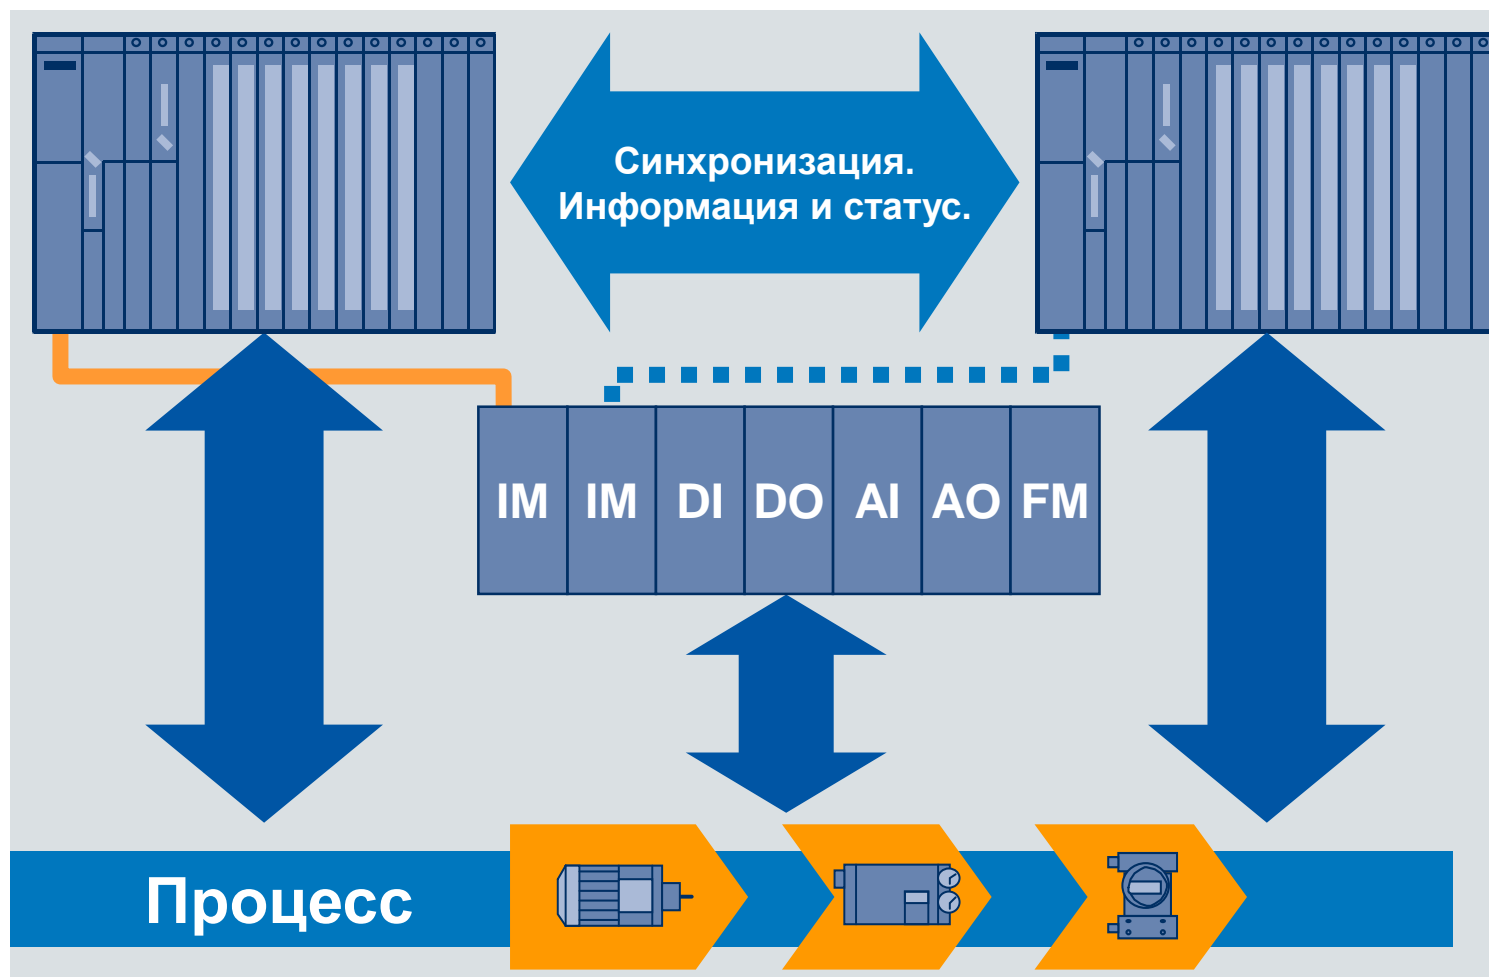 Синхронизация.
Информация и статус.
IM IM DI DO AI AO FM
Процесс